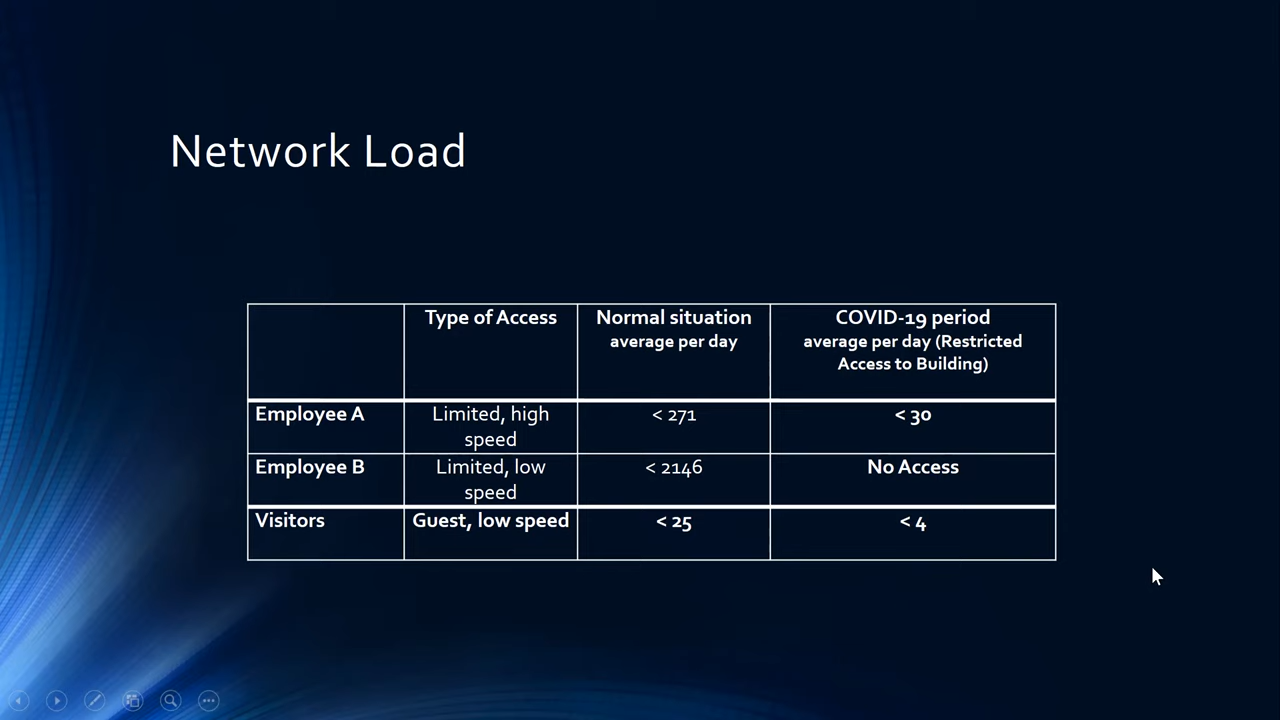 Network Load
Type of Access
Normal situation
average per day
COVID-19 period
average per day (Restricted
Access to Building)
Employee A
Limited, high
speed
< 271
< 30
Employee B
Limited, low
speed
< 2146
No Access
Visitors
Guest, low speed
< 25
< 4